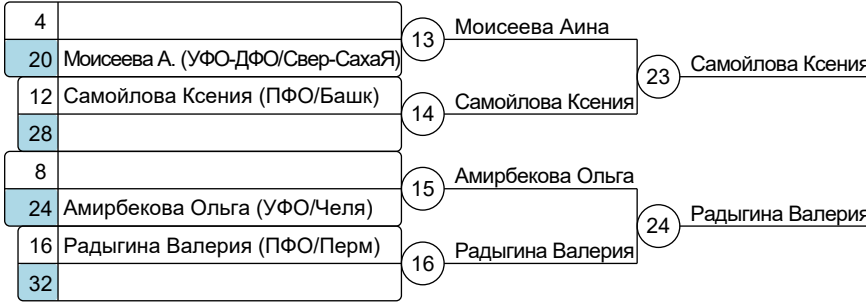 4
20 Моисеева А. (УФО-ДФО/Свер-СахаЯ)
12 Самойлова Ксения (ПФО/Башк)
28
8
24 Амирбекова Ольга (УФО/Челя)
16 Радыгина Валерия (ПФО/Перм)
32
13
Моисеева Аина
14
Самойлова Ксения
15
Амирбекова Ольга
16
Радыгина Валерия
23
Самойлова Ксения
24
Радыгина Валерия